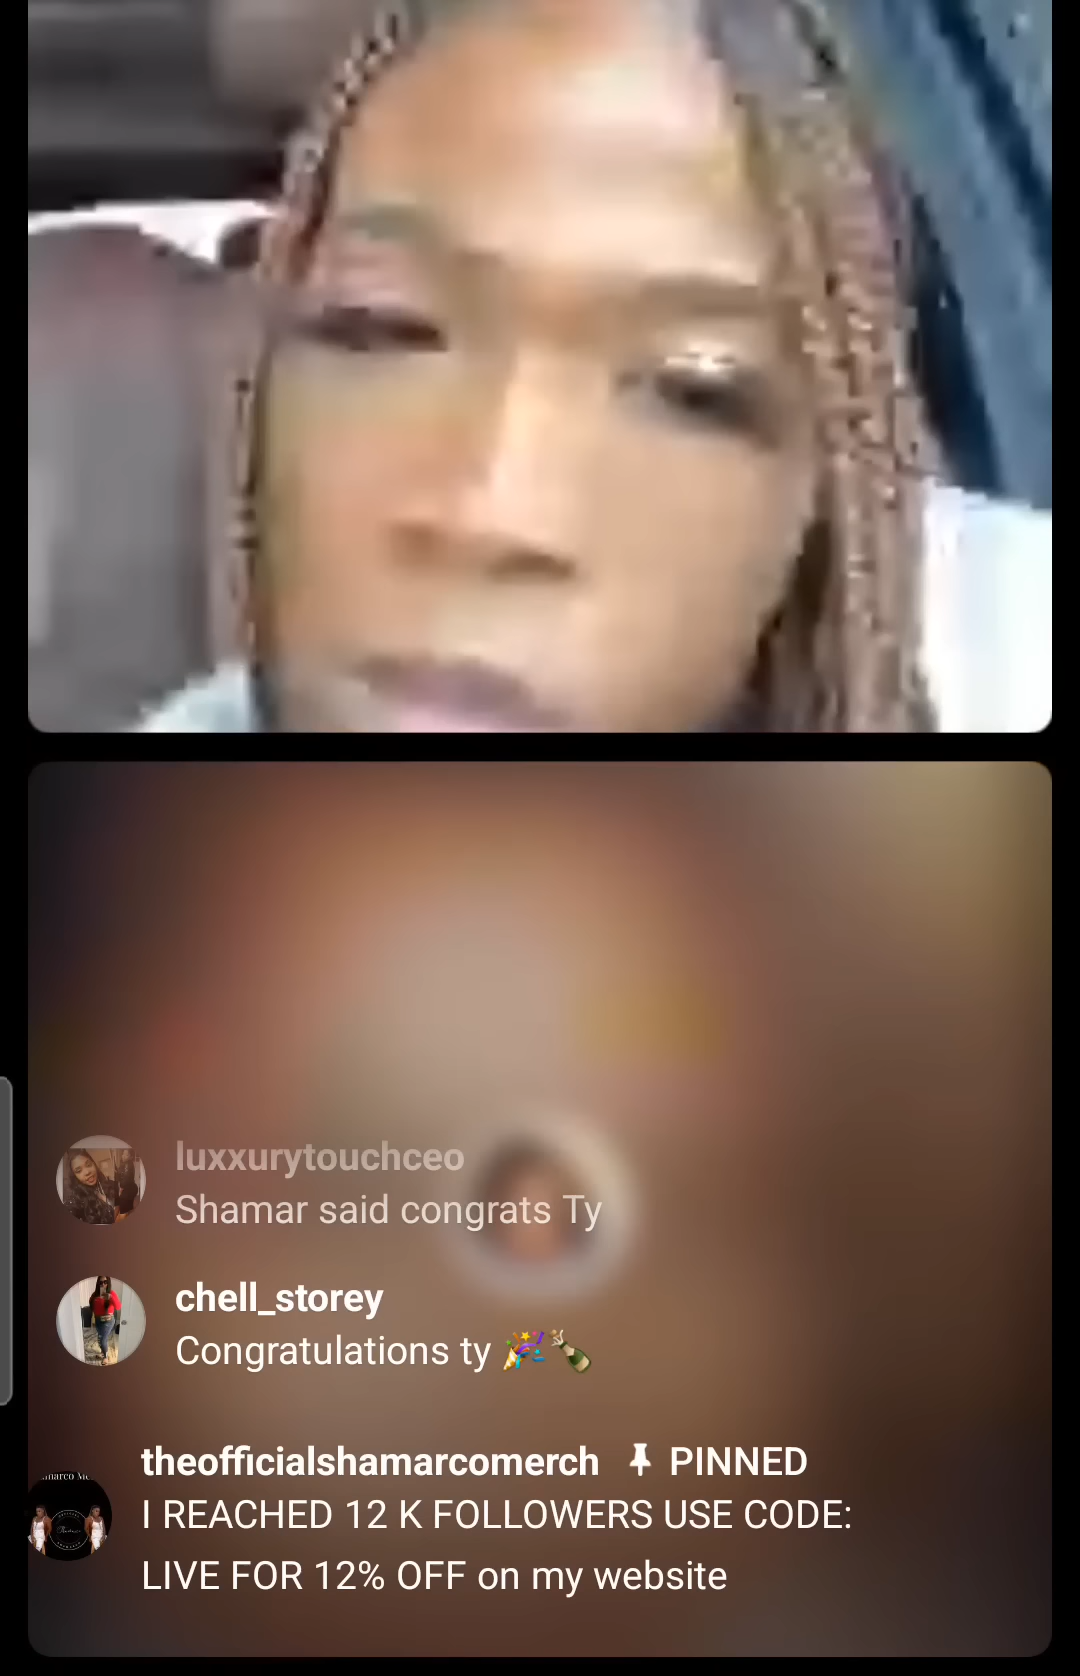 luxxurytouchceo
Shamar said congrats Ty
chell_storey
Congratulations ty 🎉🍾
theofficialshamarcomerch 📌 PINNED
I REACHED 12 K FOLLOWERS USE CODE:
LIVE FOR 12% OFF on my website